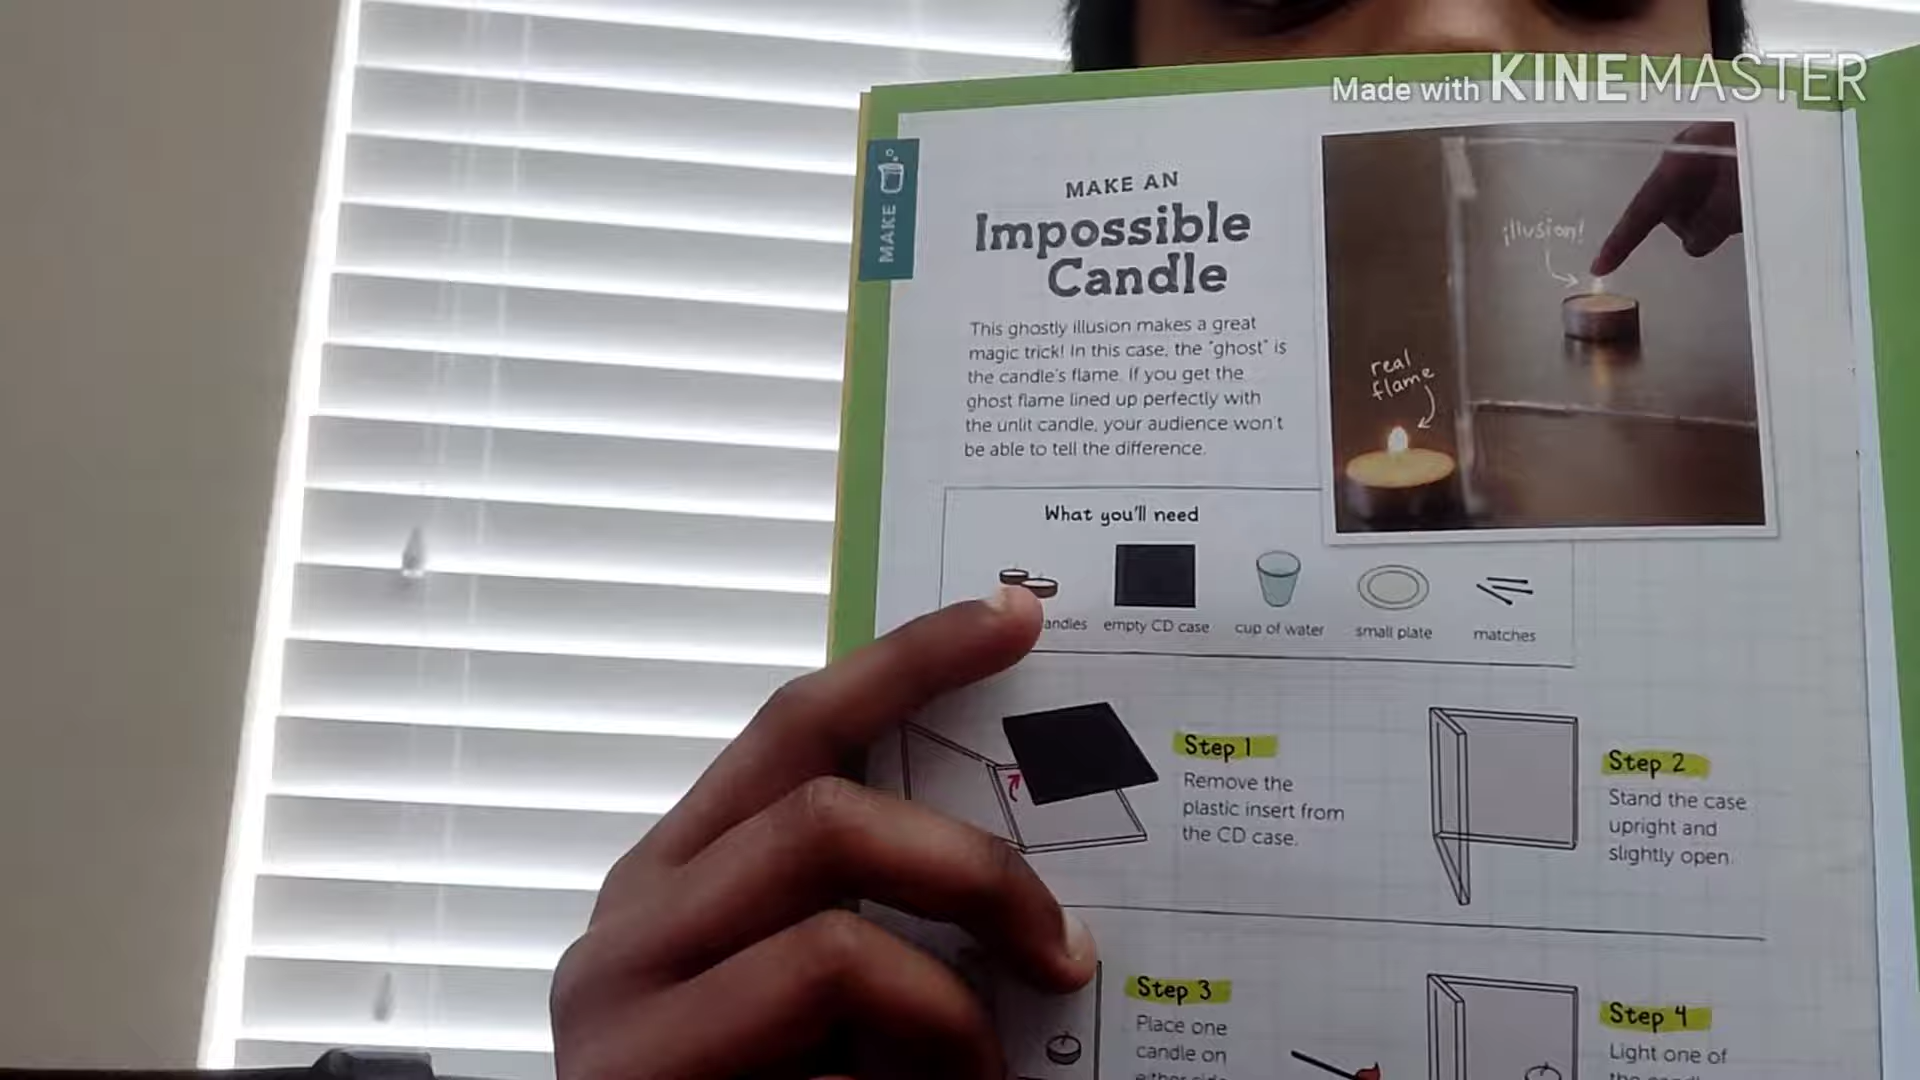 Made with KINEMASTER
MAKE
MAKE AN
Impossible
Candle
This ghostly illusion makes a great
magic trick! In this case, the "ghost" is
the candle's flame. If you get the
ghost flame lined up perfectly with
the unlit candle, your audience won't
be able to tell the difference.
illusion!
real
flame
What you'll need
andles
empty CD case
cup of water
small plate
matches
Step 1
Remove the
plastic insert from
the CD case.
Step 2
Stand the case
upright and
slightly open.
Step 3
Place one
candle on
Step 4
Light one of